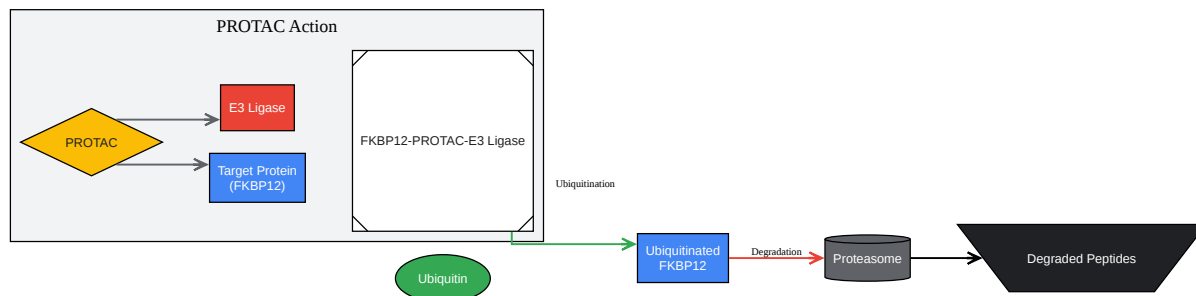 PROTAC Action
E3 Ligase
PROTAC
Target Protein
(FKBP12)
FKBP12-PROTAC-E3 Ligase
Ubiquitination
Ubiquitin
Ubiquitinated
FKBP12
Degradation
Proteasome
Degraded Peptides